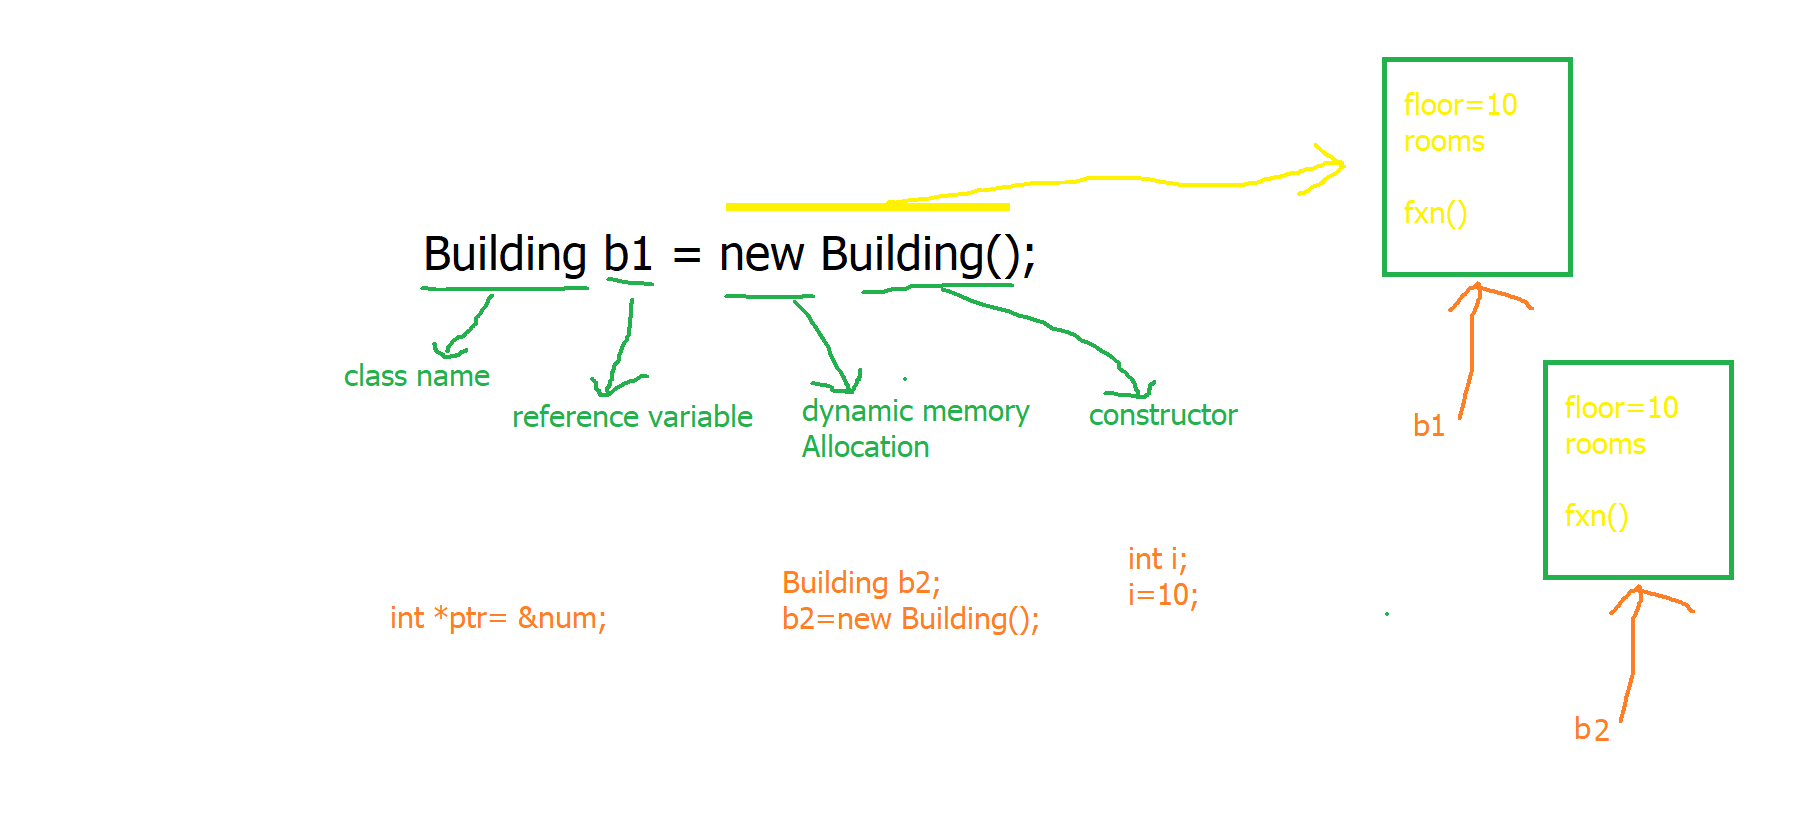 floor=10
rooms
fxn()
Building b1 = new Building();
class name
reference variable
dynamic memory
Allocation
constructor
b1
floor=10
rooms
fxn()
int *ptr= &num;
Building b2;
b2=new Building();
int i;
i=10;
b2